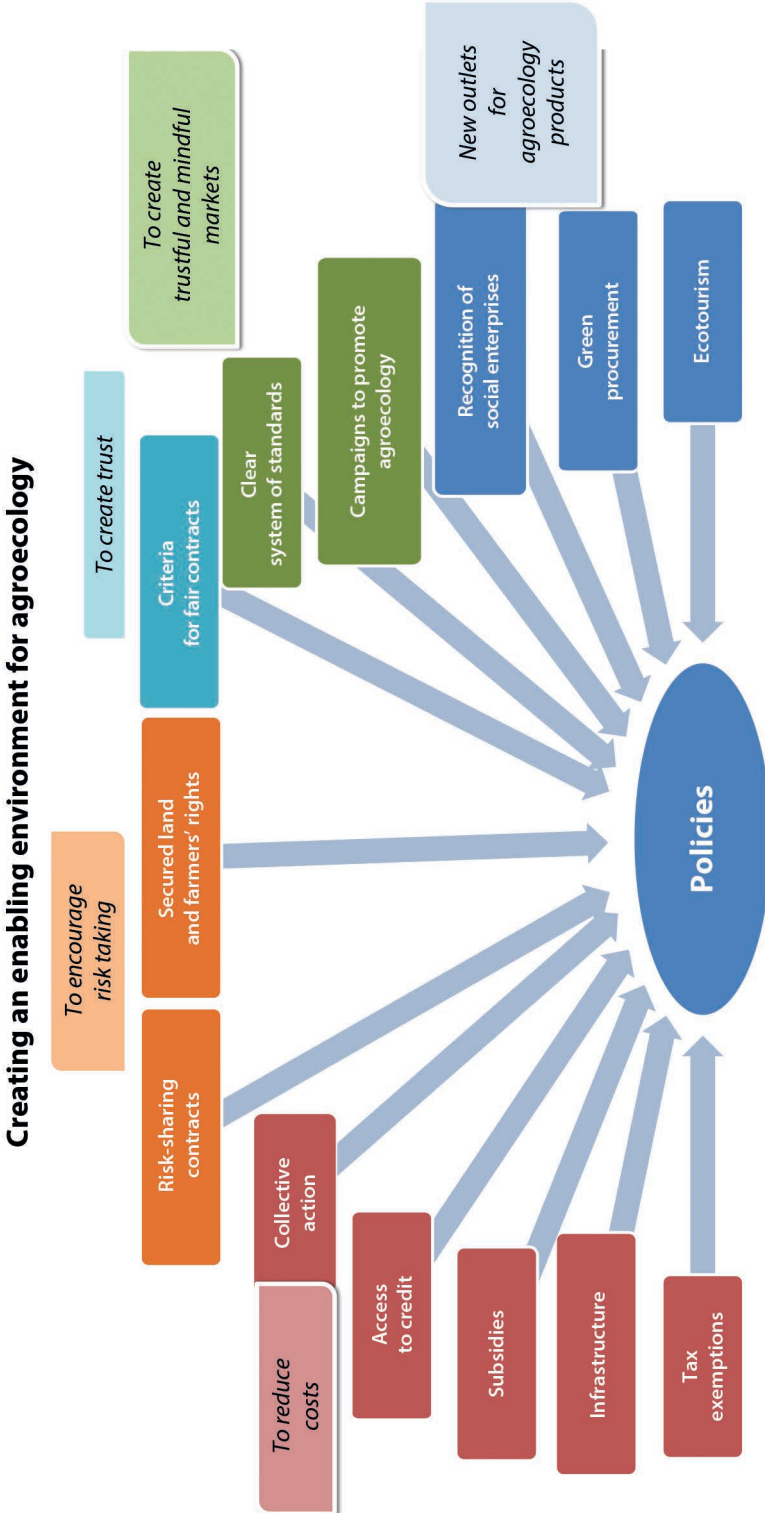 Creating an enabling environment for agroecology
To encourage
risk taking
To create trust
To create
trustful and mindful
markets
Risk-sharing
contracts
Secured land
and farmers’ rights
Criteria
for fair contracts
Clear
system of standards
Collective
action
To reduce
costs
Campaigns to promote
agroecology
Access
to credit
New outlets
for
agroecology
products
Recognition of
social enterprises
Subsidies
Green
procurement
Infrastructure
Ecotourism
Tax
exemptions
Policies